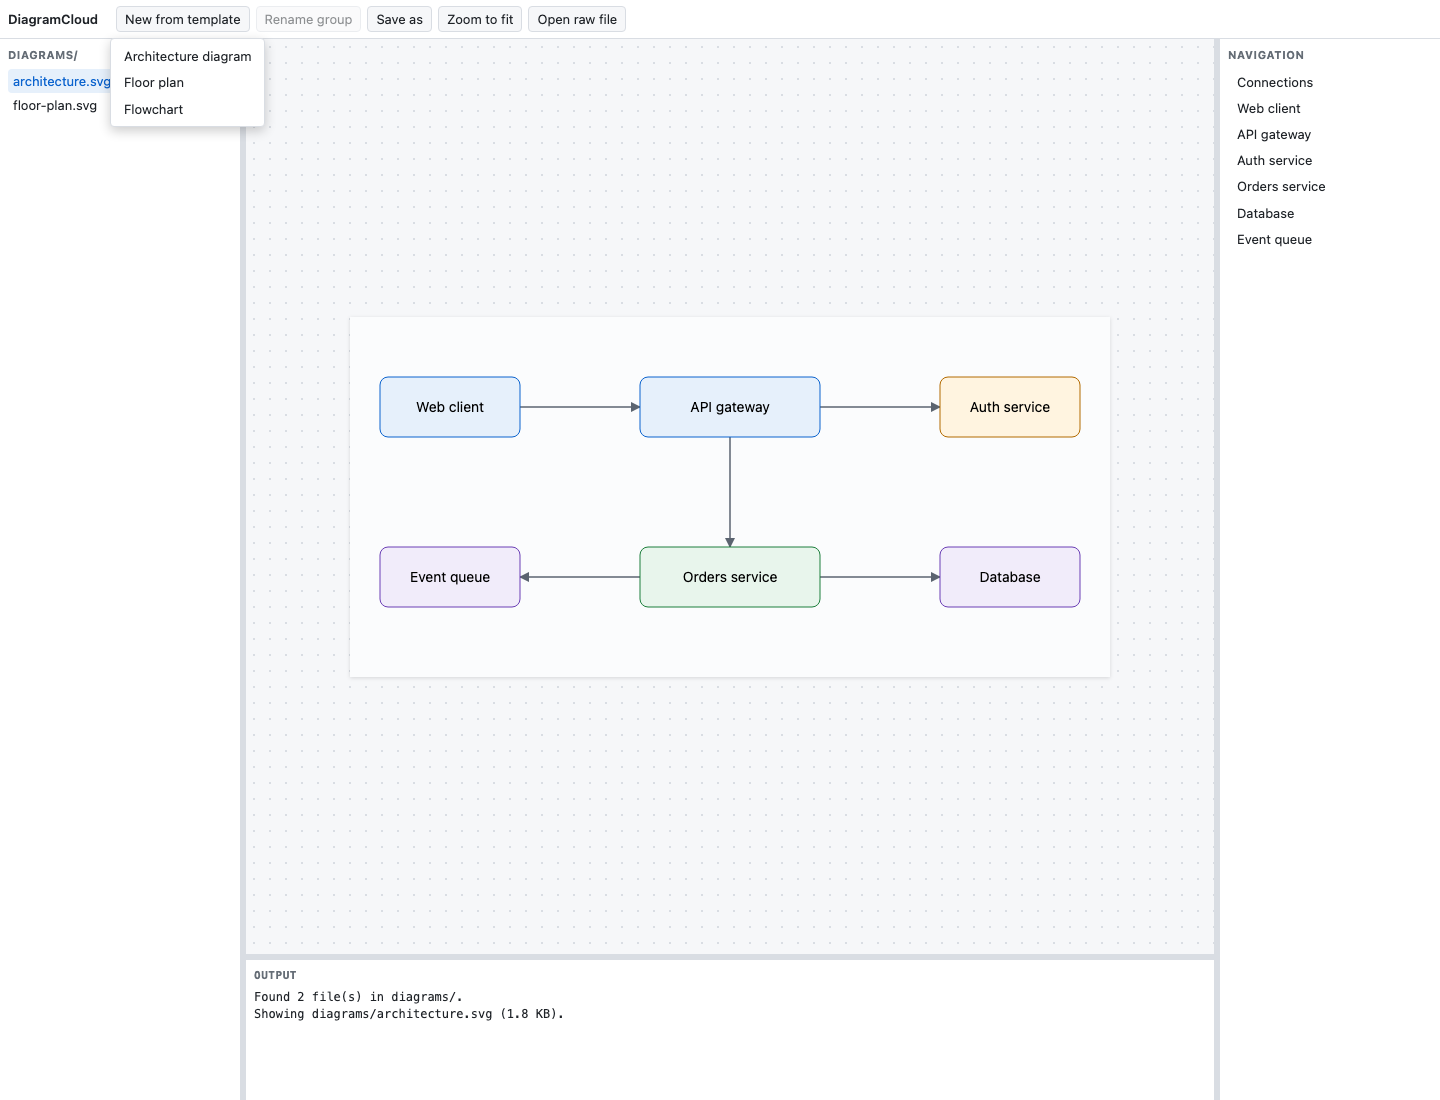 DiagramCloud
New from template
Rename group
Save as
Zoom to fit
Open raw file
DIAGRAMS/
architecture.svg
floor-plan.svg
Architecture diagram
Floor plan
Flowchart
Web client
API gateway
Auth service
Event queue
Orders service
Database
OUTPUT
Found 2 file(s) in diagrams/.
Showing diagrams/architecture.svg (1.8 KB).
NAVIGATION
Connections
Web client
API gateway
Auth service
Orders service
Database
Event queue